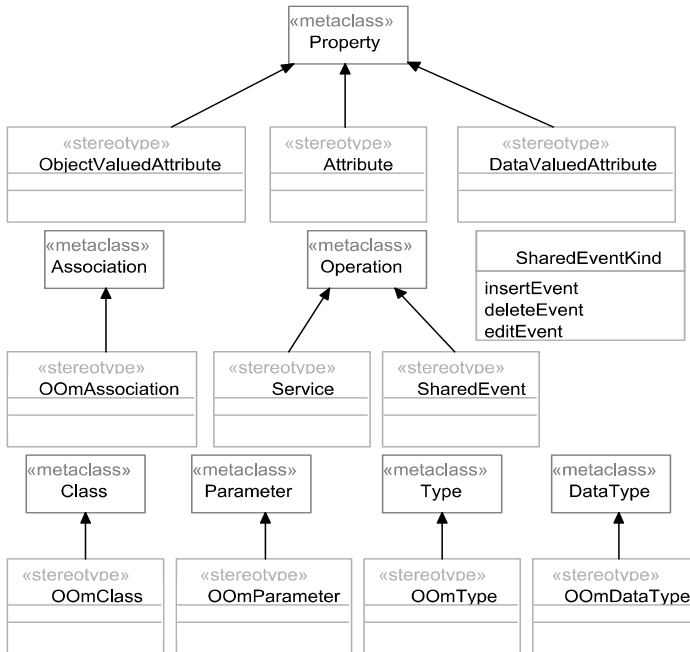 «metaclass»
Property
«stereotype»
ObjectValuedAttribute
«stereotype»
Attribute
«stereotype»
DataValuedAttribute
«metaclass»
Association
«metaclass»
Operation
SharedEventKind
insertEvent
deleteEvent
editEvent
«stereotype»
OOmAssociation
«stereotype»
Service
«stereotype»
SharedEvent
«metaclass»
Class
«metaclass»
Parameter
«metaclass»
Type
«metaclass»
DataType
«stereotype»
OOmClass
«stereotype»
OOmParameter
«stereotype»
OOmType
«stereotype»
OOmDataType